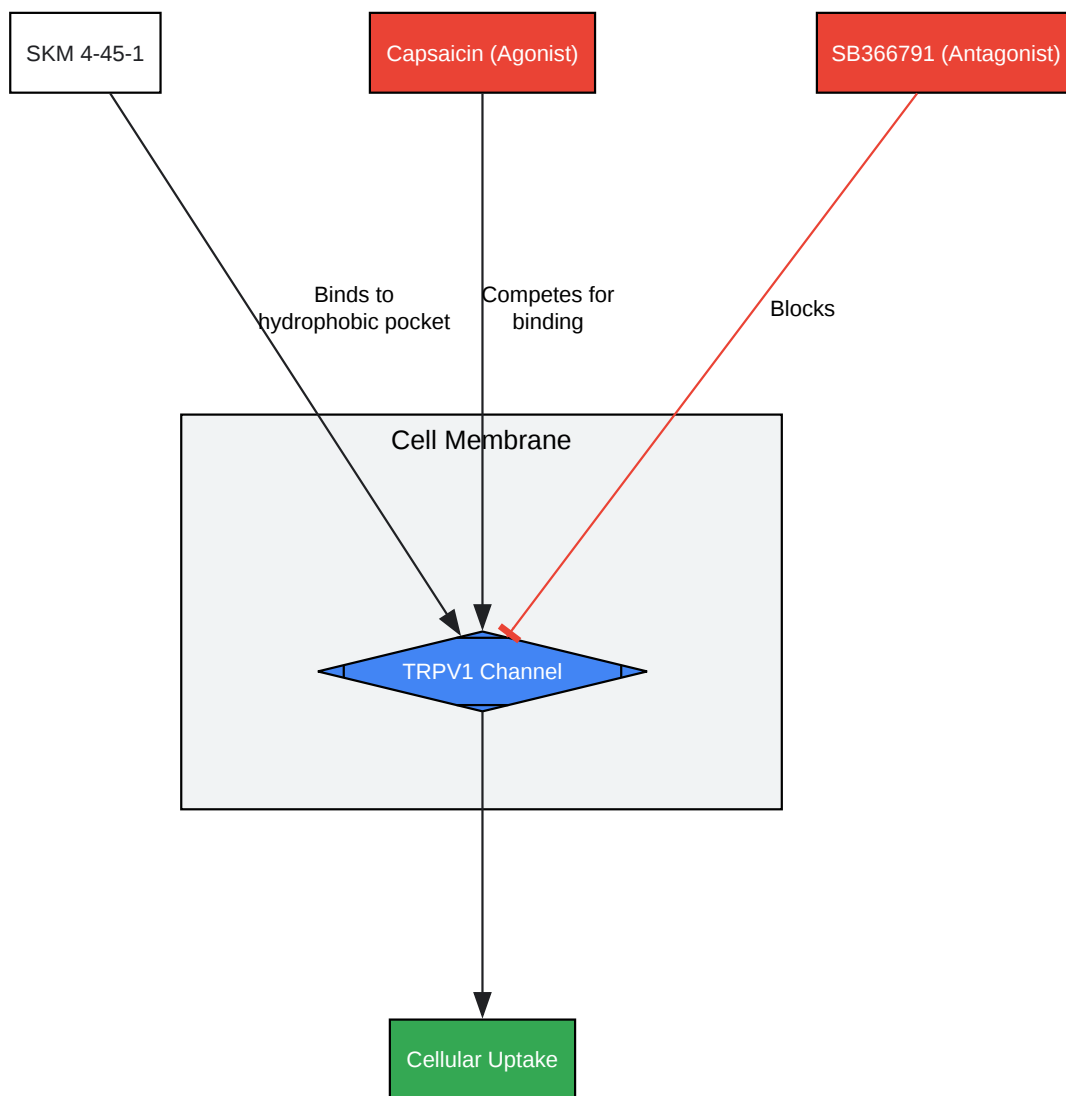 SKM 4-45-1
Capsaicin (Agonist)
SB366791 (Antagonist)
Binds to
hydrophobic pocket
Competes for
binding
Blocks
Cell Membrane
TRPV1 Channel
Cellular Uptake